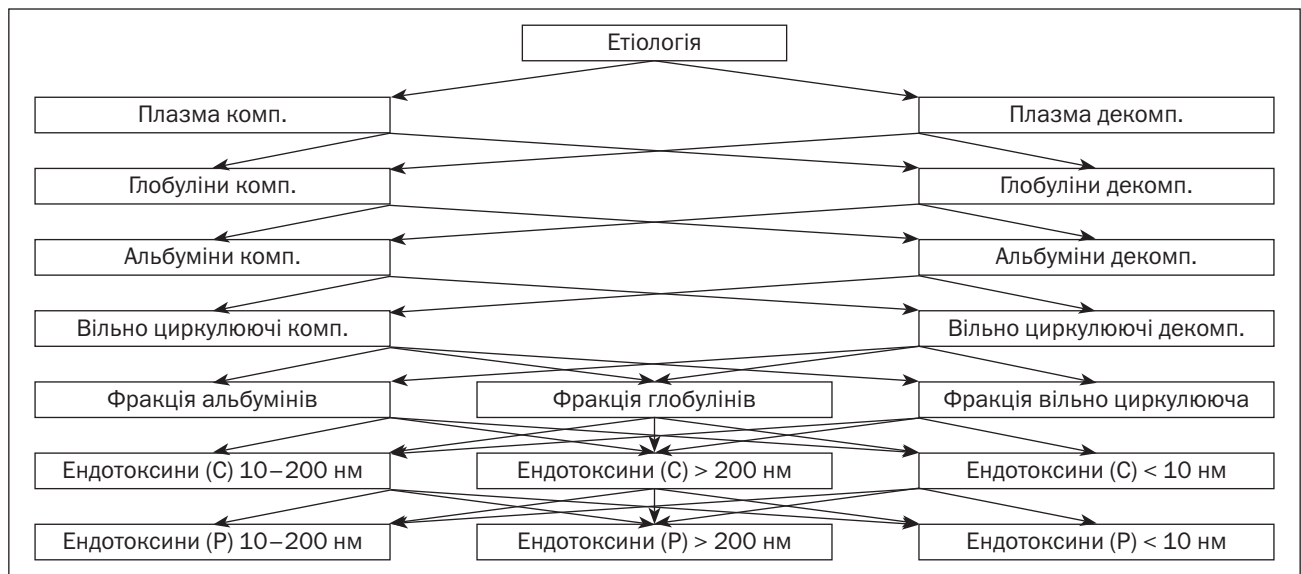 Етіологія
Плазма комп.
Плазма декомп.
Глобуліни комп.
Глобуліни декомп.
Альбуміни комп.
Альбуміни декомп.
Вільно циркулюючі комп.
Вільно циркулюючі декомп.
Фракція альбумінів
Фракція глобулінів
Фракція вільно циркулююча
Ендотоксини (С) 10–200 нм
Ендотоксини (С) > 200 нм
Ендотоксини (С) < 10 нм
Ендотоксини (Р) 10–200 нм
Ендотоксини (Р) > 200 нм
Ендотоксини (Р) < 10 нм